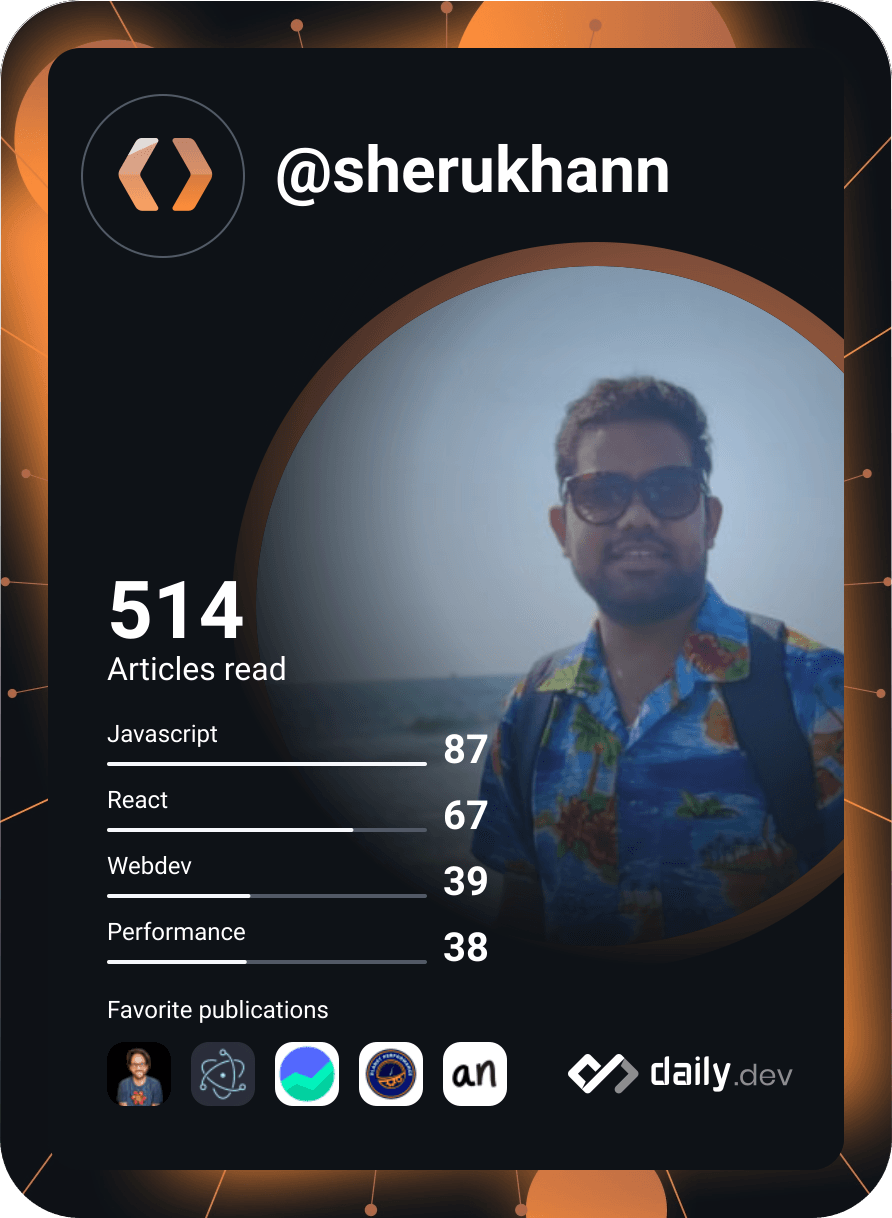 @sherukhann
514
Articles read
Javascript
87
React
67
Webdev
39
Performance
38
Favorite publications
an
daily.dev